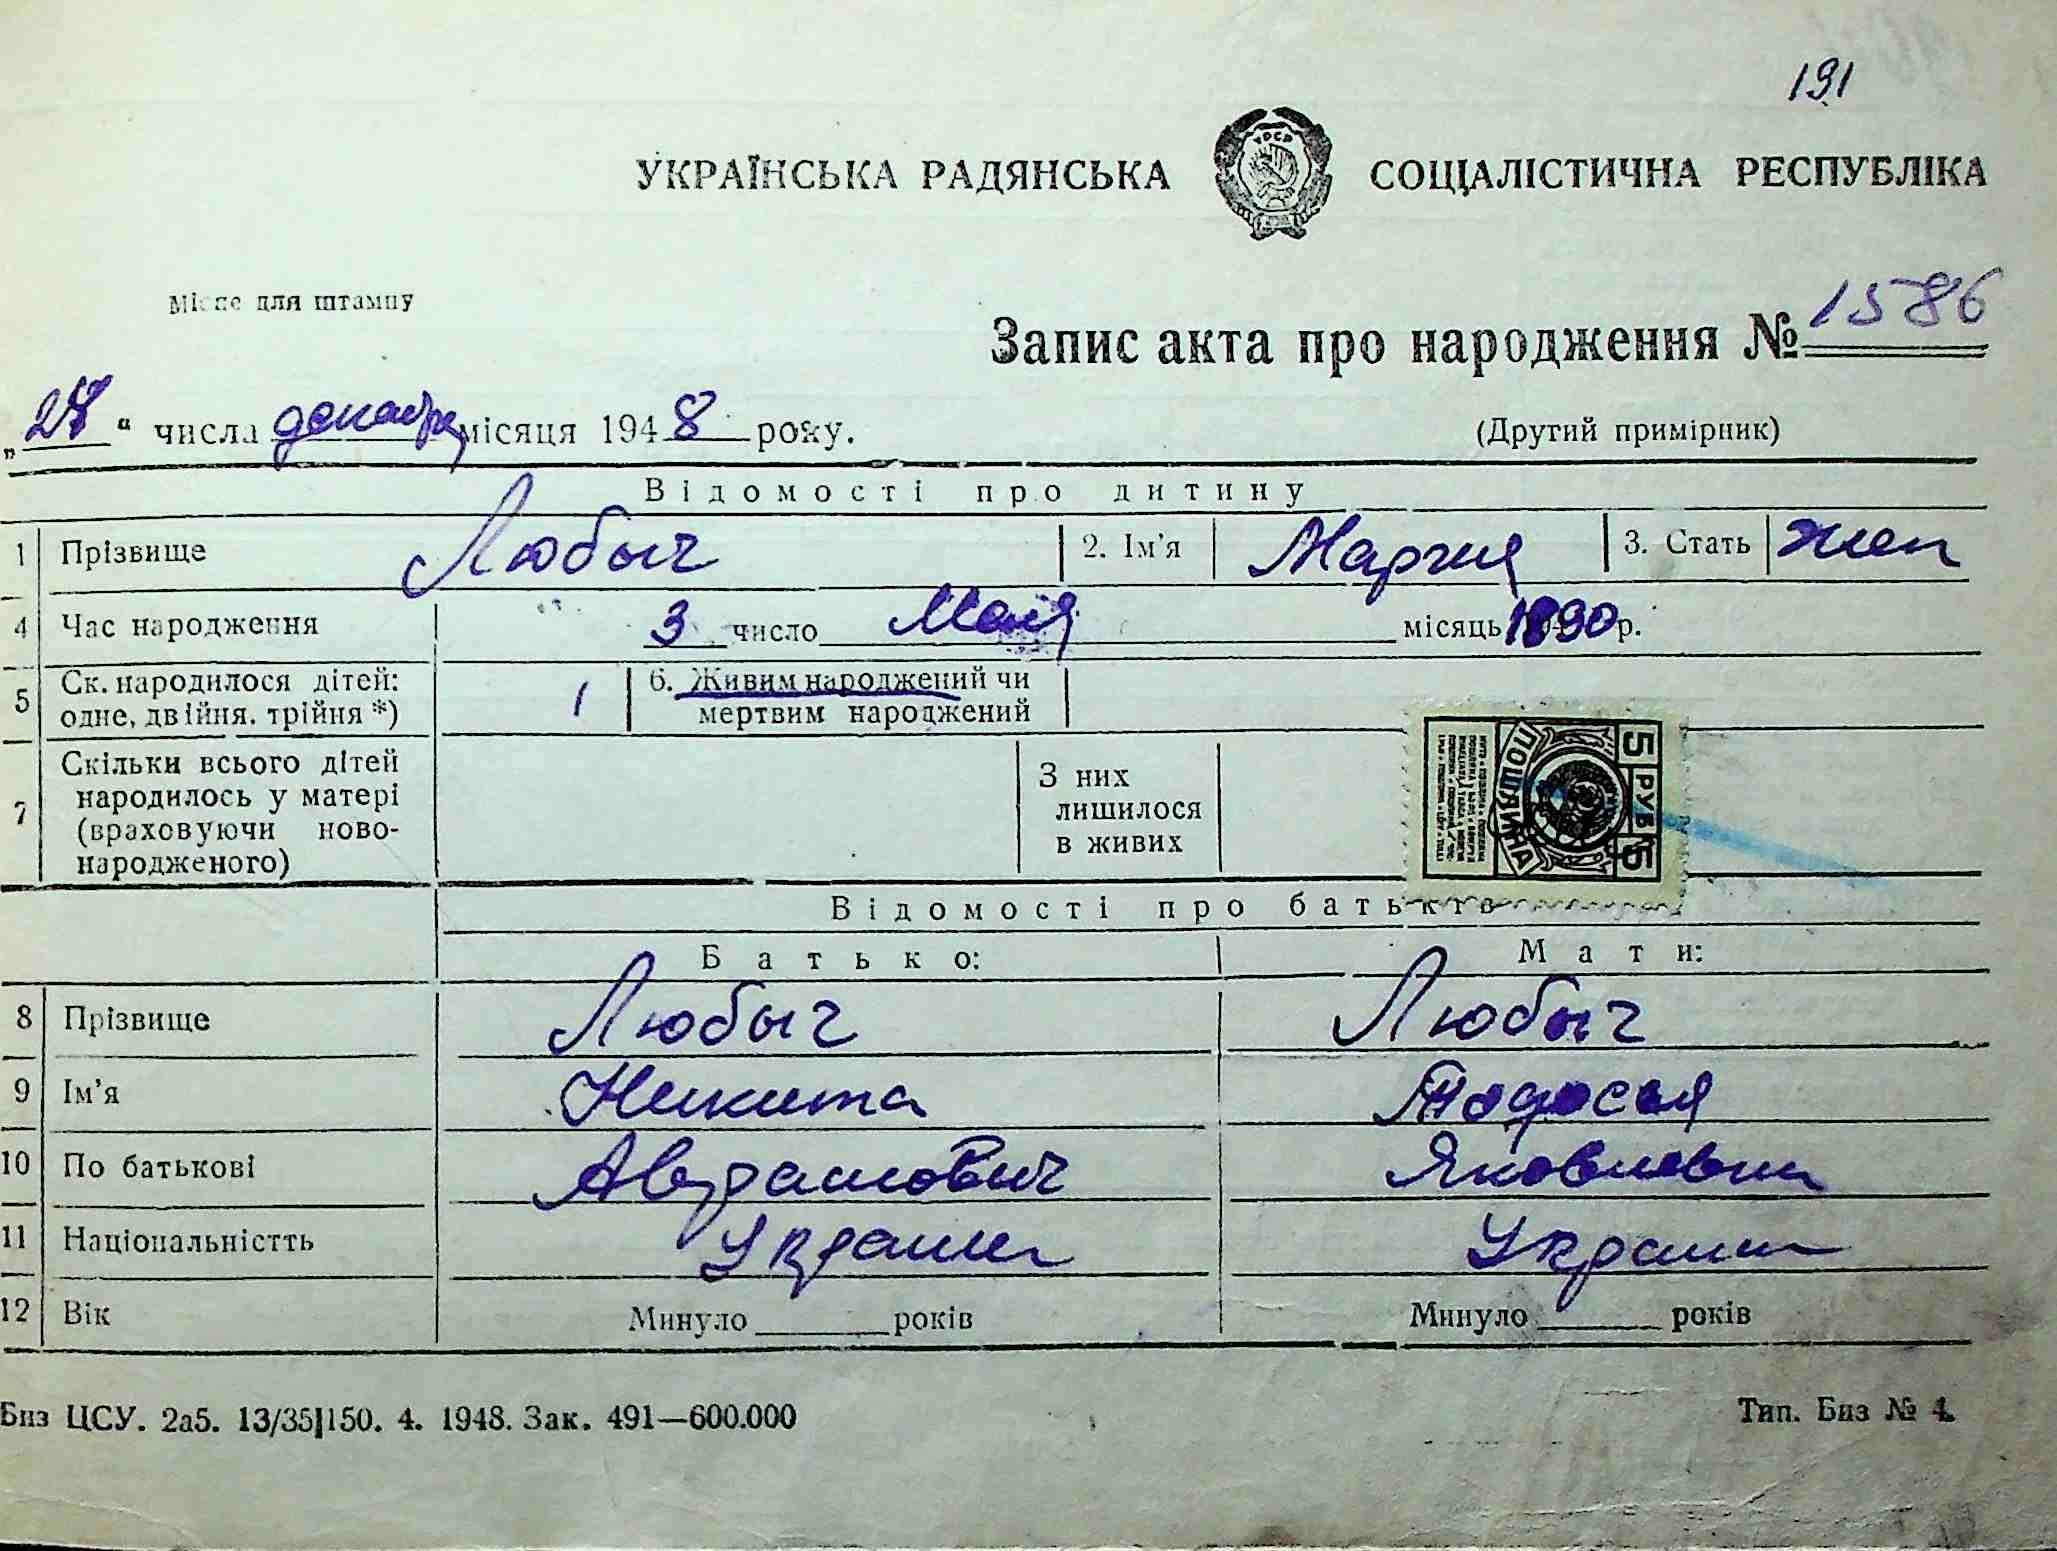 191
УКРАЇНСЬКА РАДЯНСЬКА СОЦІАЛІСТИЧНА РЕСПУБЛІКА
Місце для штампу
Запис акта про народження № 1586
„ “ числа декабря місяця 1948 року.
(Другий примірник)
Відомості про дитину
1 Прізвище Любыч 2. Ім’я Мария 3. Стать жен
4 Час народження 3 число Мая місяць 1890 р.
5 Ск. народилося дітей: одне, двійня, трійня *) 1 6. Живим народжений чи мертвим народжений
7 Скільки всього дітей народилось у матері (враховуючи новонародженого) З них лишилося в живих
5 РУБ 5
ПОШЛИНА
Відомості про батьків
Батько: Мати:
8 Прізвище Любыч Любыч
9 Ім’я Никита
10 По батькові Аврамович Яковлевна
11 Національністть Украин Украин
12 Вік Минуло ____ років Минуло ____ років
Биз ЦСУ. 2а5. 13/35|150. 4. 1948. Зак. 491—600.000
Тип. Биз № 4.